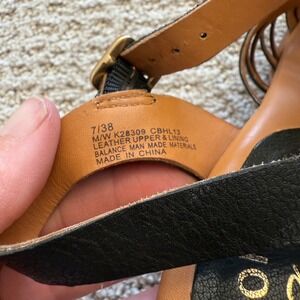 7/38
M/W K28309 CBHL13
LEATHER UPPER & LINING
BALANCE MAN MADE MATERIALS
MADE IN CHINA